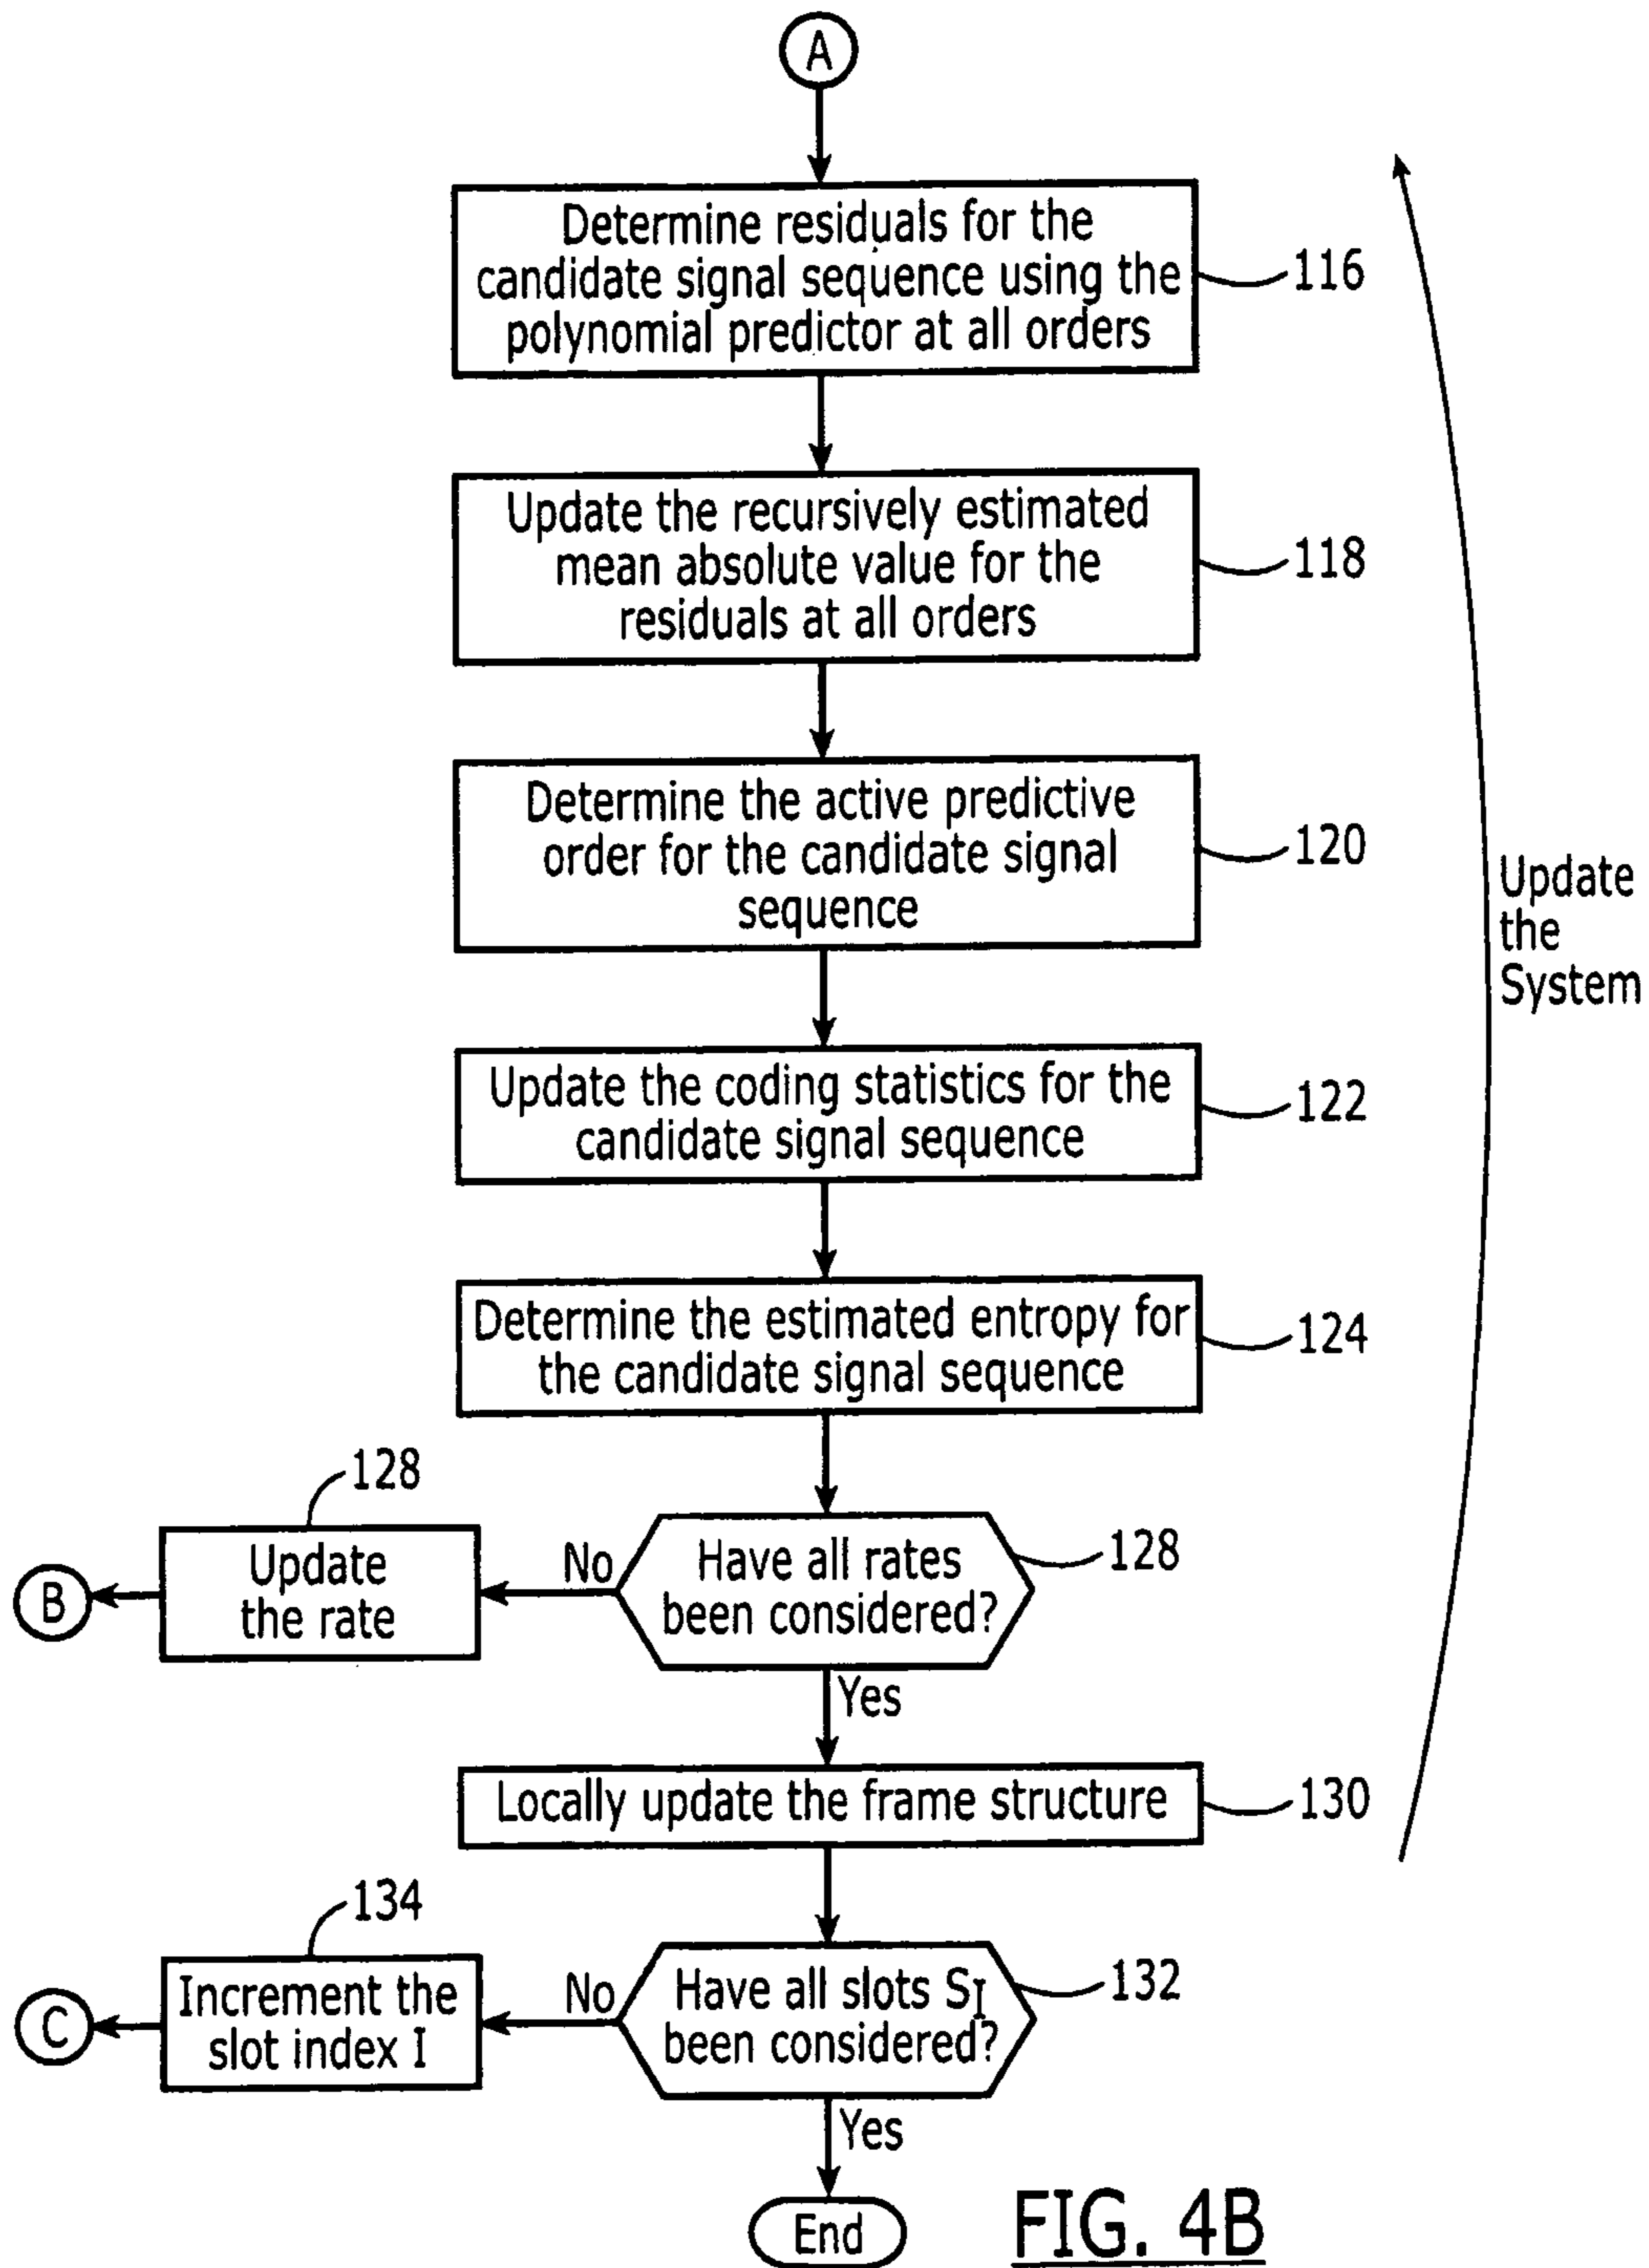 A
Determine residuals for the
candidate signal sequence using the
polynomial predictor at all orders
116
Update the recursively estimated
mean absolute value for the
residuals at all orders
118
Determine the active predictive
order for the candidate signal
sequence
120
Update
the
System
Update the coding statistics for the
candidate signal sequence
122
Determine the estimated entropy for
the candidate signal sequence
124
128
Update
the rate
B
No
Have all rates
been considered?
128
Yes
Locally update the frame structure
130
134
Increment the
slot index I
C
No
Have all slots SI
been considered?
132
Yes
End
FIG. 4B